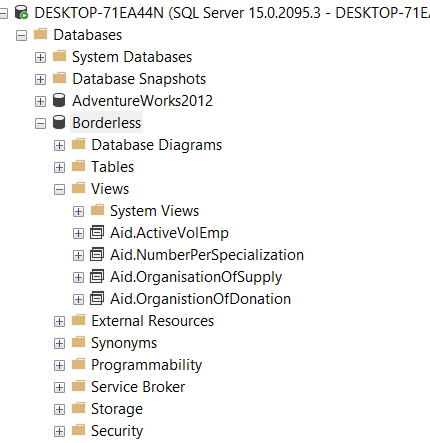 DESKTOP-71EA44N (SQL Server 15.0.2095.3 - DESKTOP-71E
Databases
System Databases
Database Snapshots
AdventureWorks2012
Borderless
Database Diagrams
Tables
Views
System Views
Aid.ActiveVolEmp
Aid.NumberPerSpecialization
Aid.OrganisationOfSupply
Aid.OrganistionOfDonation
External Resources
Synonyms
Programmability
Service Broker
Storage
Security